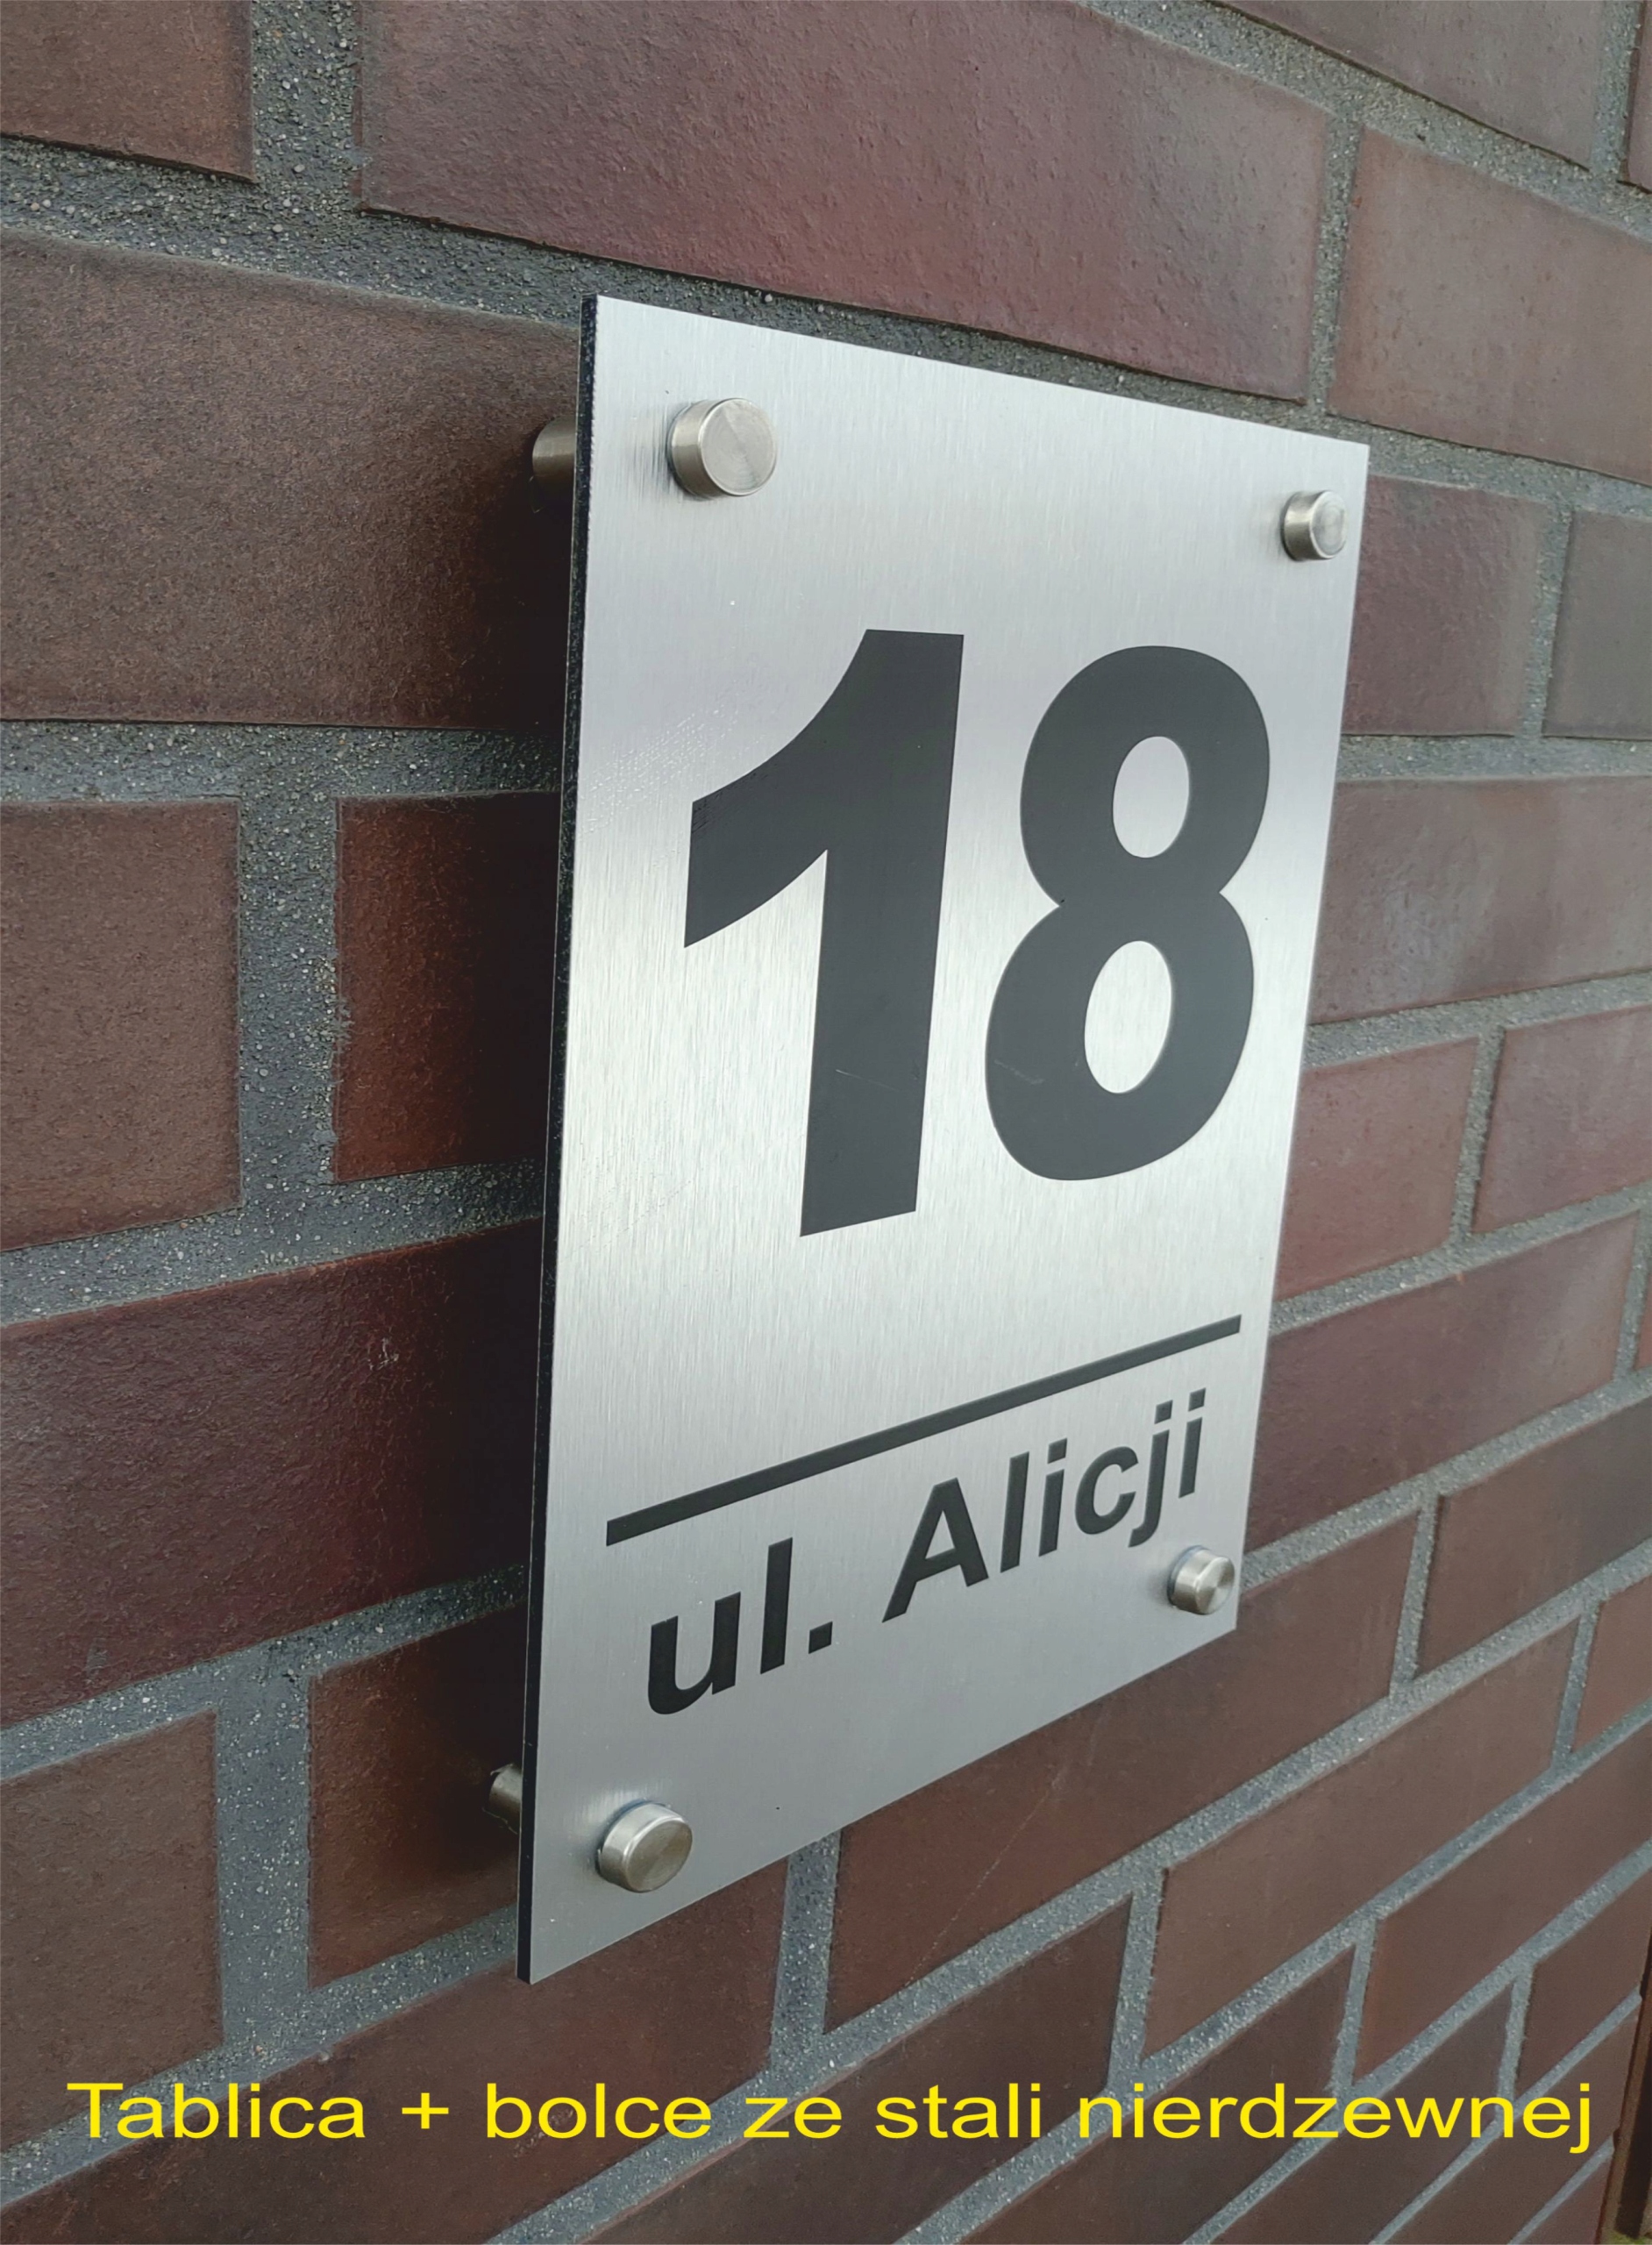 18
ul. Alicji
Tablica + bolce ze stali nierdzewnej